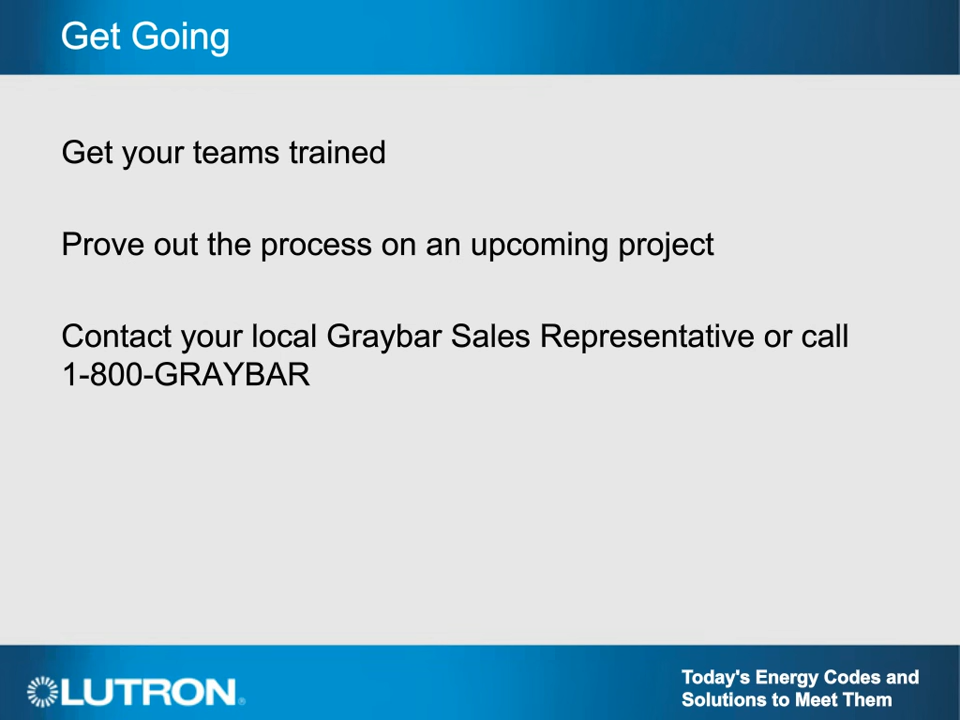 Get Going
Get your teams trained
Prove out the process on an upcoming project
Contact your local Graybar Sales Representative or call
1-800-GRAYBAR
LUTRON®
Today's Energy Codes and
Solutions to Meet Them